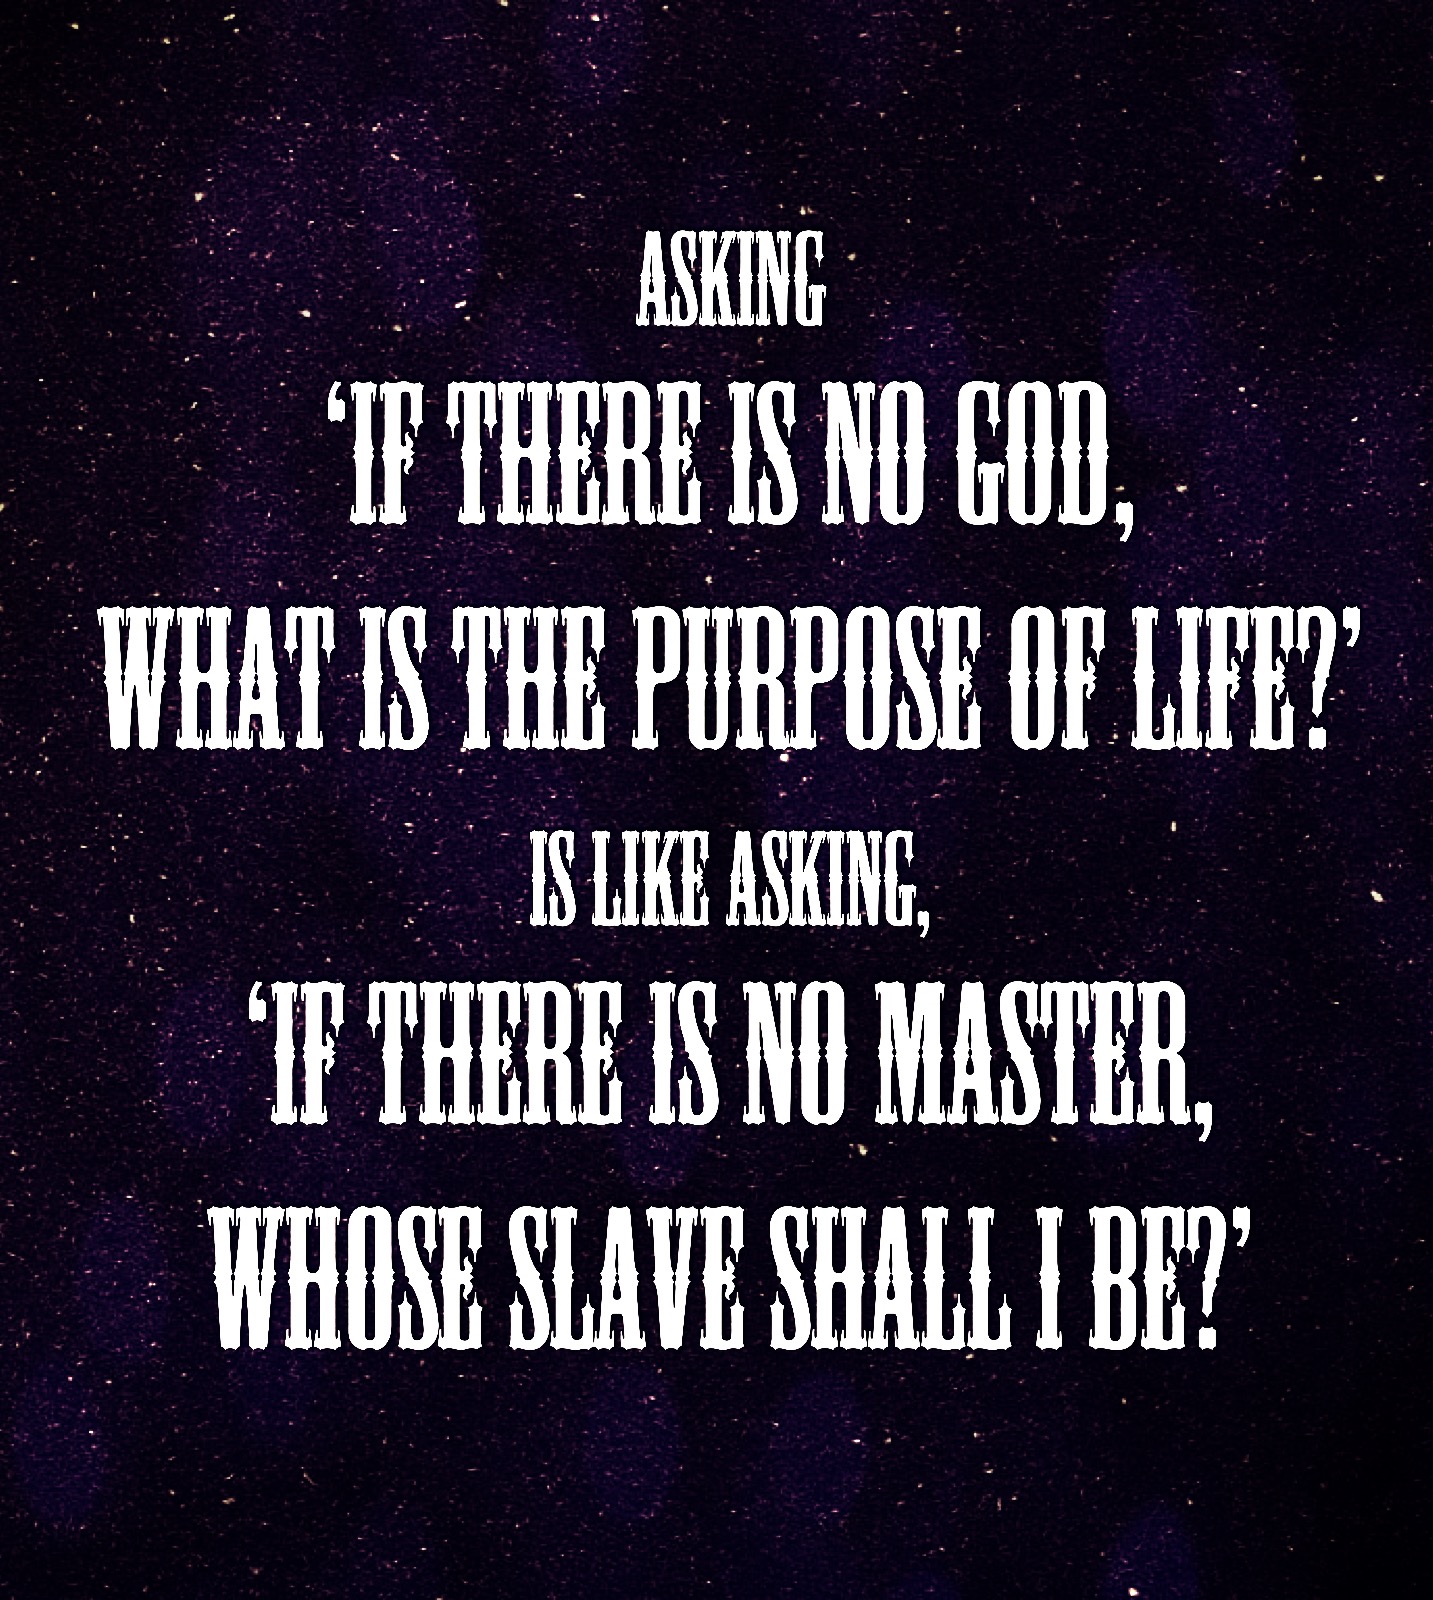 ASKING
‘IF THERE IS NO GOD,
WHAT IS THE PURPOSE OF LIFE?’
IS LIKE ASKING,
‘IF THERE IS NO MASTER,
WHOSE SLAVE SHALL I BE?’